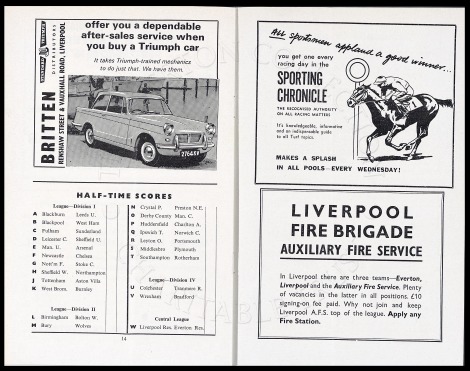 offer you a dependable
after-sales service when
you buy a Triumph car
It takes Triumph-trained mechanics
to do just that. We have them.
BRITTEN
DISTRIBUTORS
RENSHAW STREET & VAUXHALL ROAD, LIVERPOOL
HALF-TIME SCORES
League—Division I
A Blackburn Leeds U.
B Blackpool West Ham
C Fulham Sunderland
D Leicester C. Sheffield U.
E Man. U. Arsenal
F Newcastle Chelsea
G Nott'm F. Stoke C.
H Sheffield W. Northampton
J Tottenham Aston Villa
K West Brom. Burnley
League—Division II
L Birmingham Bolton W.
M Bury Wolves
N Crystal P. Preston N.E.
O Derby County Man. C.
P Huddersfield Charlton A.
Q Ipswich T. Norwich C.
R Leyton O. Portsmouth
S Middlesbro Plymouth
T Southampton Rotherham
League—Division IV
U Colchester Tranmere R.
V Wrexham Bradford
Central League
W Liverpool Res. Everton Res.
14
All sportsmen applaud a good winner...
you get one every
racing day in the
SPORTING
CHRONICLE
THE RECOGNISED AUTHORITY
ON ALL RACING MATTERS
It's knowledgeable, informative
and an indispensable guide
to all Turf topics.
MAKES A SPLASH
IN ALL POOLS—EVERY WEDNESDAY!
LIVERPOOL
FIRE BRIGADE
AUXILIARY FIRE SERVICE
In Liverpool there are three teams—Everton,
Liverpool and the Auxiliary Fire Service. Plenty
of vacancies in the latter in all positions. £10
signing-on fee paid. Why not join and keep
Liverpool A.F.S. top of the league. Apply any
Fire Station.